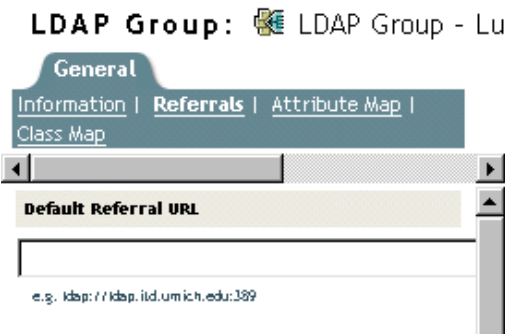 LDAP Group: LDAP Group - Lu
General
Information | Referrals | Attribute Map |
Class Map
Default Referral URL
e.g. ldap://ldap.itd.umich.edu:389